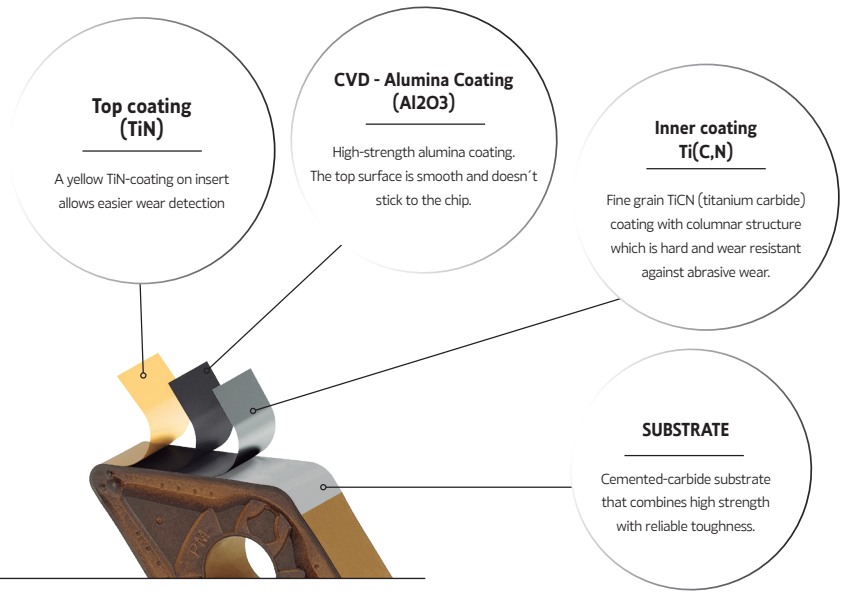 Top coating
(TiN)
A yellow TiN-coating on insert
allows easier wear detection
CVD - Alumina Coating
(Al2O3)
High-strength alumina coating.
The top surface is smooth and doesn´t
stick to the chip.
Inner coating
Ti(C,N)
Fine grain TiCN (titanium carbide)
coating with columnar structure
which is hard and wear resistant
against abrasive wear.
SUBSTRATE
Cemented-carbide substrate
that combines high strength
with reliable toughness.
PM